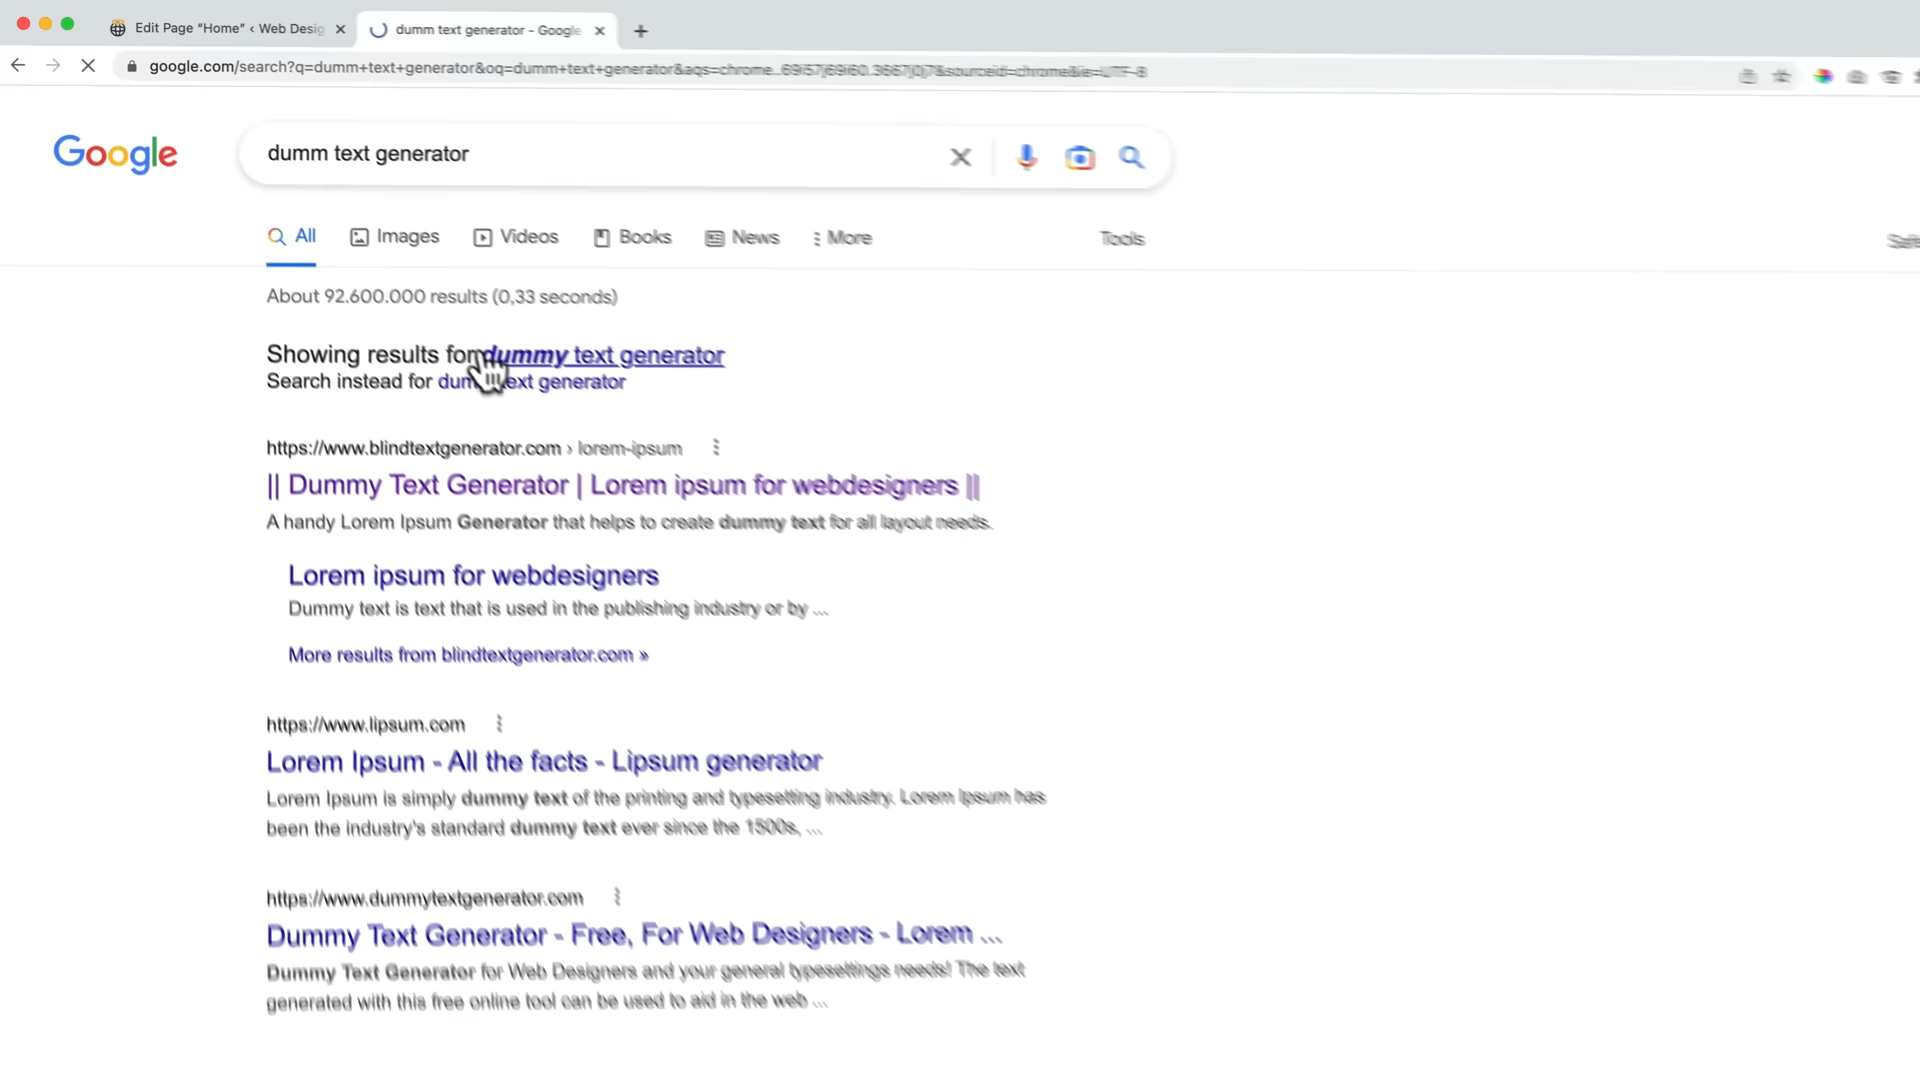 Edit Page “Home” ‹ Web Desig
dumm text generator - Google
google.com/search?q=dumm+text+generator&oq=dumm+text+generator&aqs=chrome..69i57j69i60.3667j0j7&sourceid=chrome&ie=UTF-8
Google
dumm text generator
All Images Videos Books News More Tools
About 92.600.000 results (0,33 seconds)
Showing results for dummy text generator
Search instead for dumm text generator
https://www.blindtextgenerator.com › lorem-ipsum
|| Dummy Text Generator | Lorem ipsum for webdesigners ||
A handy Lorem Ipsum Generator that helps to create dummy text for all layout needs.
Lorem ipsum for webdesigners
Dummy text is text that is used in the publishing industry or by ...
More results from blindtextgenerator.com »
https://www.lipsum.com
Lorem Ipsum - All the facts - Lipsum generator
Lorem Ipsum is simply dummy text of the printing and typesetting industry. Lorem Ipsum has
been the industry's standard dummy text ever since the 1500s, ...
https://www.dummytextgenerator.com
Dummy Text Generator - Free, For Web Designers - Lorem ...
Dummy Text Generator for Web Designers and your general typesettings needs! The text
generated with this free online tool can be used to aid in the web ...